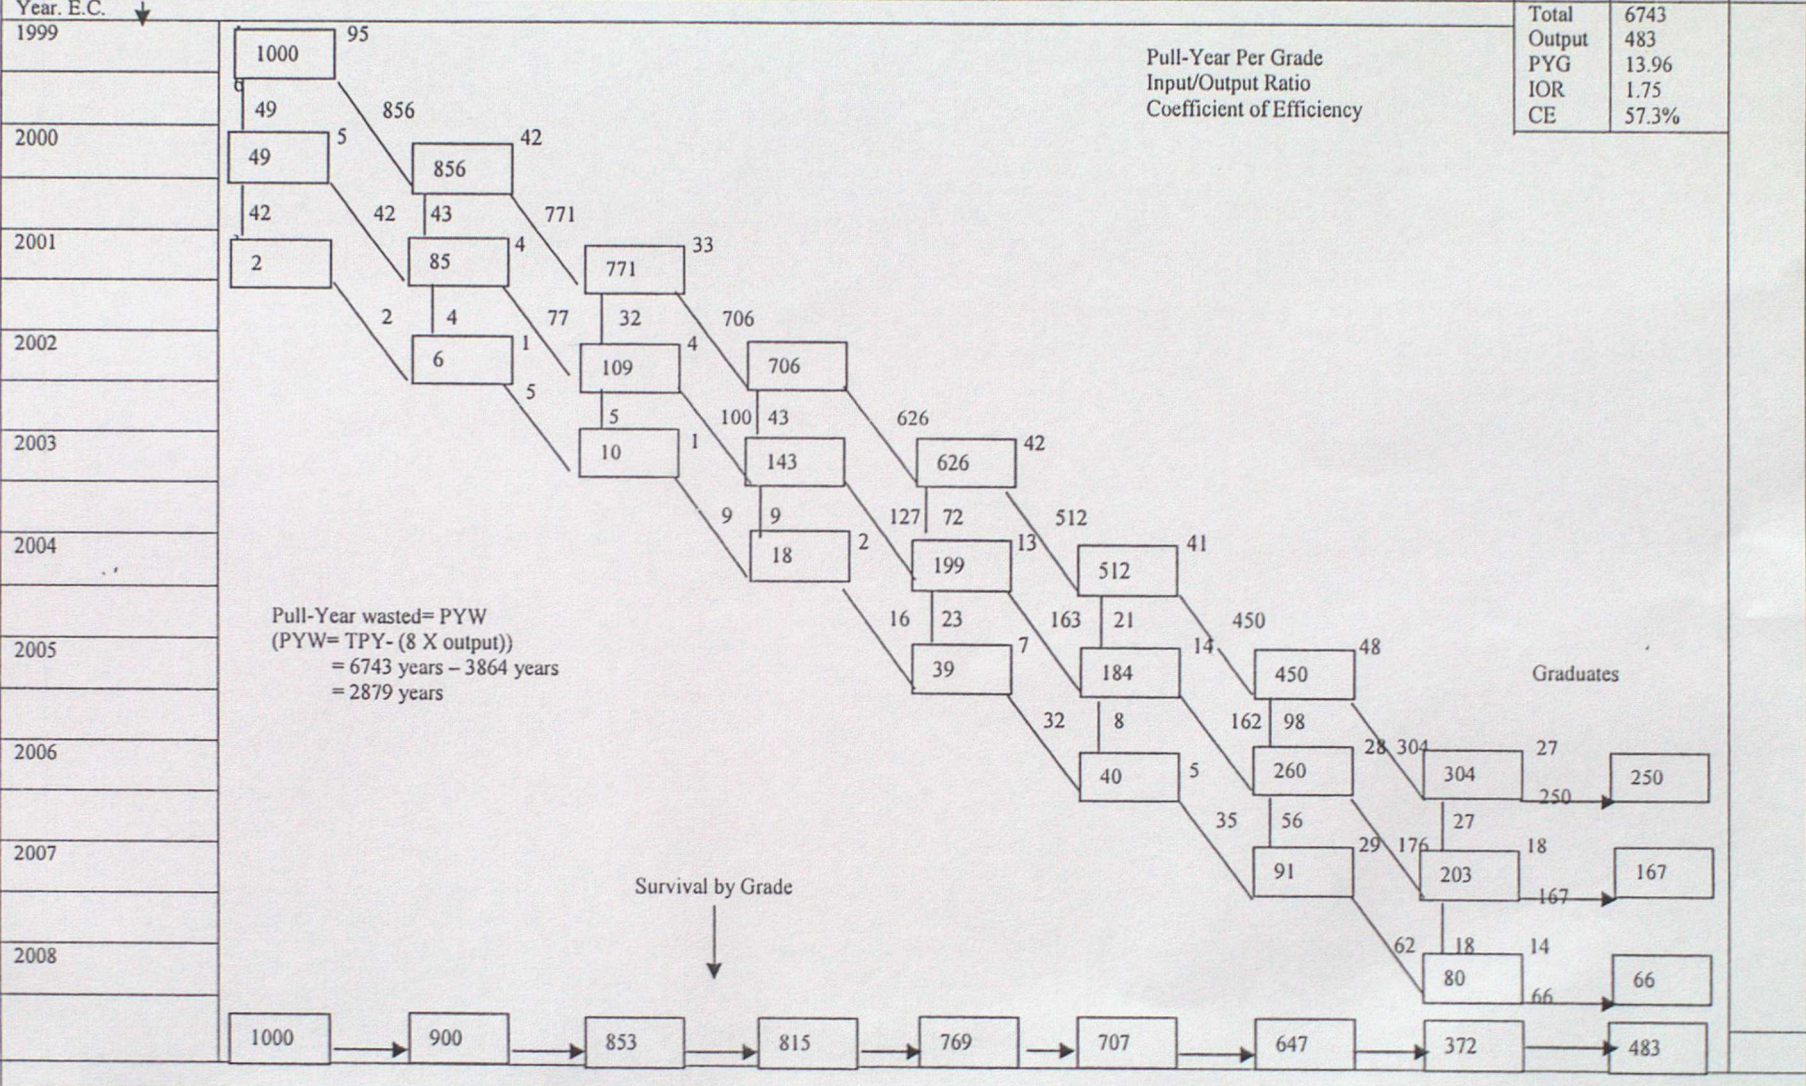 Year. E.C.
Total 6743
Output 483
PYG 13.96
IOR 1.75
CE 57.3%
Pull-Year Per Grade
Input/Output Ratio
Coefficient of Efficiency
1999
1000 95
49 856
2000
49 5 856 42
42 42 43 771
2001
2 85 4 771 33
2 4 77 32 706
2002
6 1 109 4 706
5 5 100 43 626
2003
10 1 143 626 42
9 9 127 72 512
2004
18 2 199 13 512 41
Pull-Year wasted= PYW
(PYW= TPY- (8 X output))
= 6743 years – 3864 years
= 2879 years
16 23 163 21 450
2005
39 7 184 14 450 48
Graduates
32 8 162 98 304
2006
40 5 260 28 304 27 250
250
35 56 176 27
2007
91 29 203 18 167
167
Survival by Grade
62 18
2008
80 14 66
66
1000 900 853 815 769 707 647 372 483